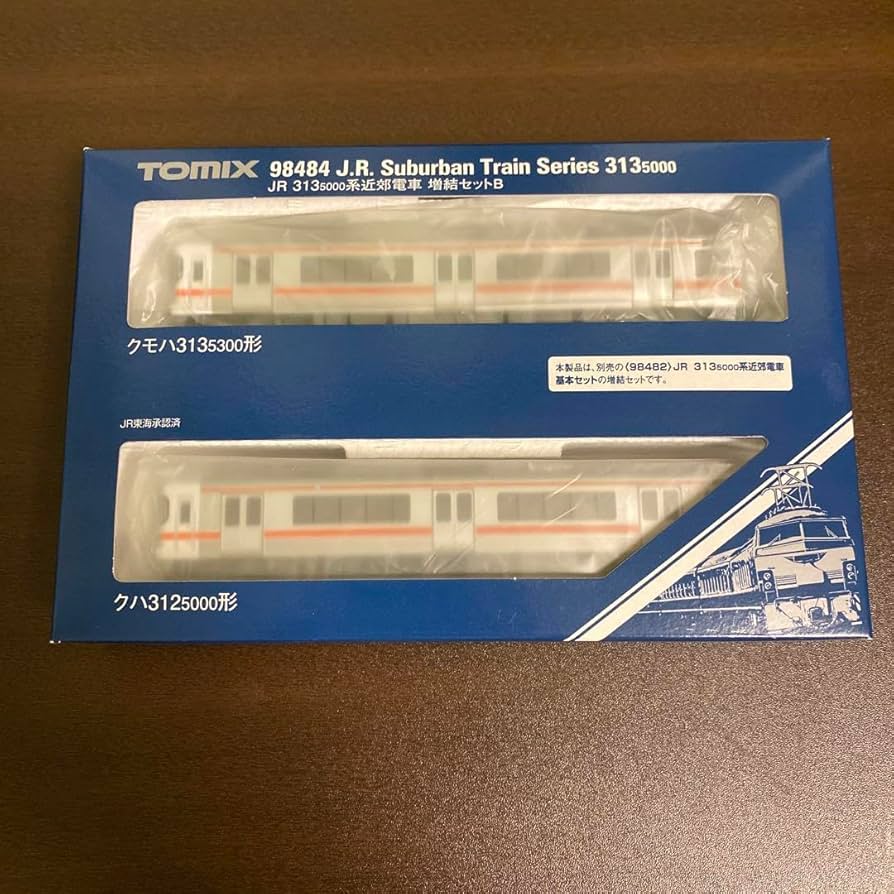 TOMIX 98484 J.R. Suburban Train Series 3135000
JR 3135000系近郊電車 増結セットB
クモハ3135300形
本製品は、別売の〈98482〉JR 3135000系近郊電車
基本セットの増結セットです。
JR東海承認済
クハ3125000形